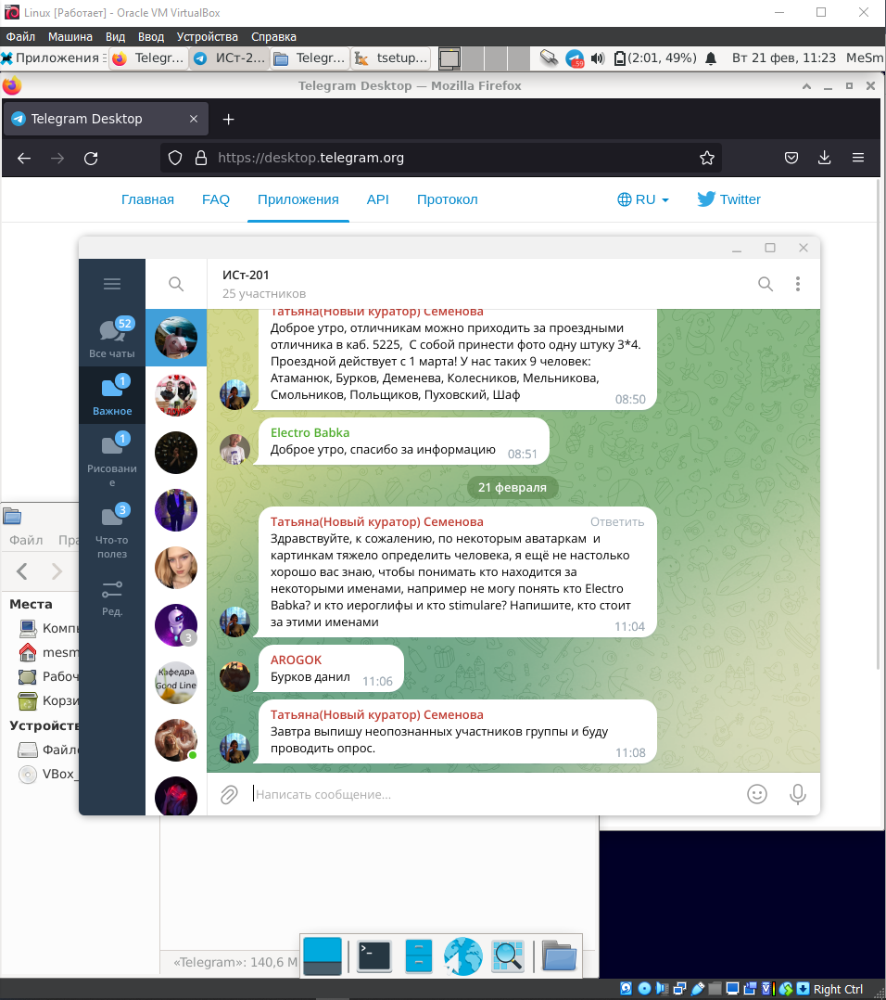 Linux [Работает] - Oracle VM VirtualBox
Файл Машина Вид Ввод Устройства Справка
Приложения Telegr... ИСт-2... Telegr... tsetup... 59 (2:01, 49%) Вт 21 фев, 11:23 MeSm
Telegram Desktop — Mozilla Firefox
Telegram Desktop
https://desktop.telegram.org
Главная FAQ Приложения API Протокол RU Twitter
ИСт-201
25 участников
52
Все чаты
1
Важное
1
Рисовани
е
3
Что-то
полез
Ред.
3
Кафедра
Good Line
Татьяна(Новый куратор) Семенова
Доброе утро, отличникам можно приходить за проездными
отличника в каб. 5225, С собой принести фото одну штуку 3*4.
Проездной действует с 1 марта! У нас таких 9 человек:
Атаманюк, Бурков, Деменева, Колесников, Мельникова,
Смольников, Польщиков, Пуховский, Шаф
08:50
Electro Babka
Доброе утро, спасибо за информацию 08:51
21 февраля
Татьяна(Новый куратор) Семенова Ответить
Здравствуйте, к сожалению, по некоторым аватаркам и
картинкам тяжело определить человека, я ещё не настолько
хорошо вас знаю, чтобы понимать кто находится за
некоторыми именами, например не могу понять кто Electro
Babka? и кто иероглифы и кто stimulare? Напишите, кто стоит
за этими именами
11:04
AROGOK
Бурков данил 11:06
Татьяна(Новый куратор) Семенова
Завтра выпишу неопознанных участников группы и буду
проводить опрос.
11:08
Написать сообщение...
Файл Пра
Места
Компь
mesm
Рабоч
Корзи
Устройств
Файло
VBox_
«Telegram»: 140,6 М
Right Ctrl